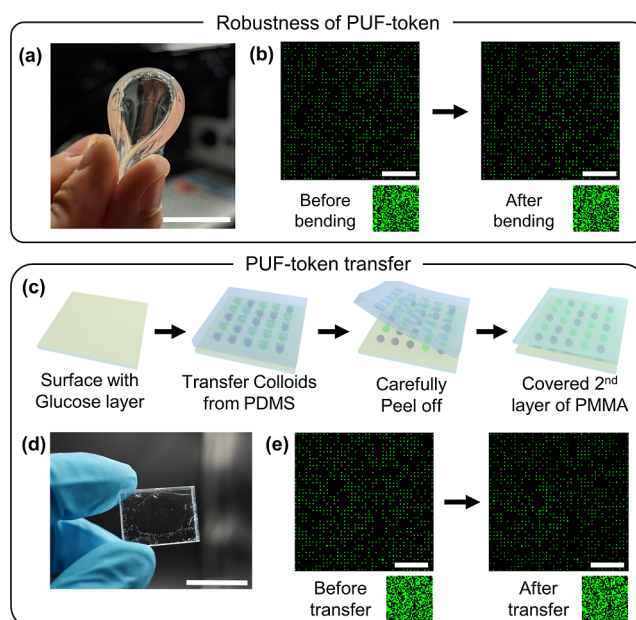 Robustness of PUF-token
(a)
(b)
Before
bending
After
bending
PUF-token transfer
(c)
Surface with
Glucose layer
Transfer Colloids
from PDMS
Carefully
Peel off
Covered 2nd
layer of PMMA
(d)
(e)
Before
transfer
After
transfer